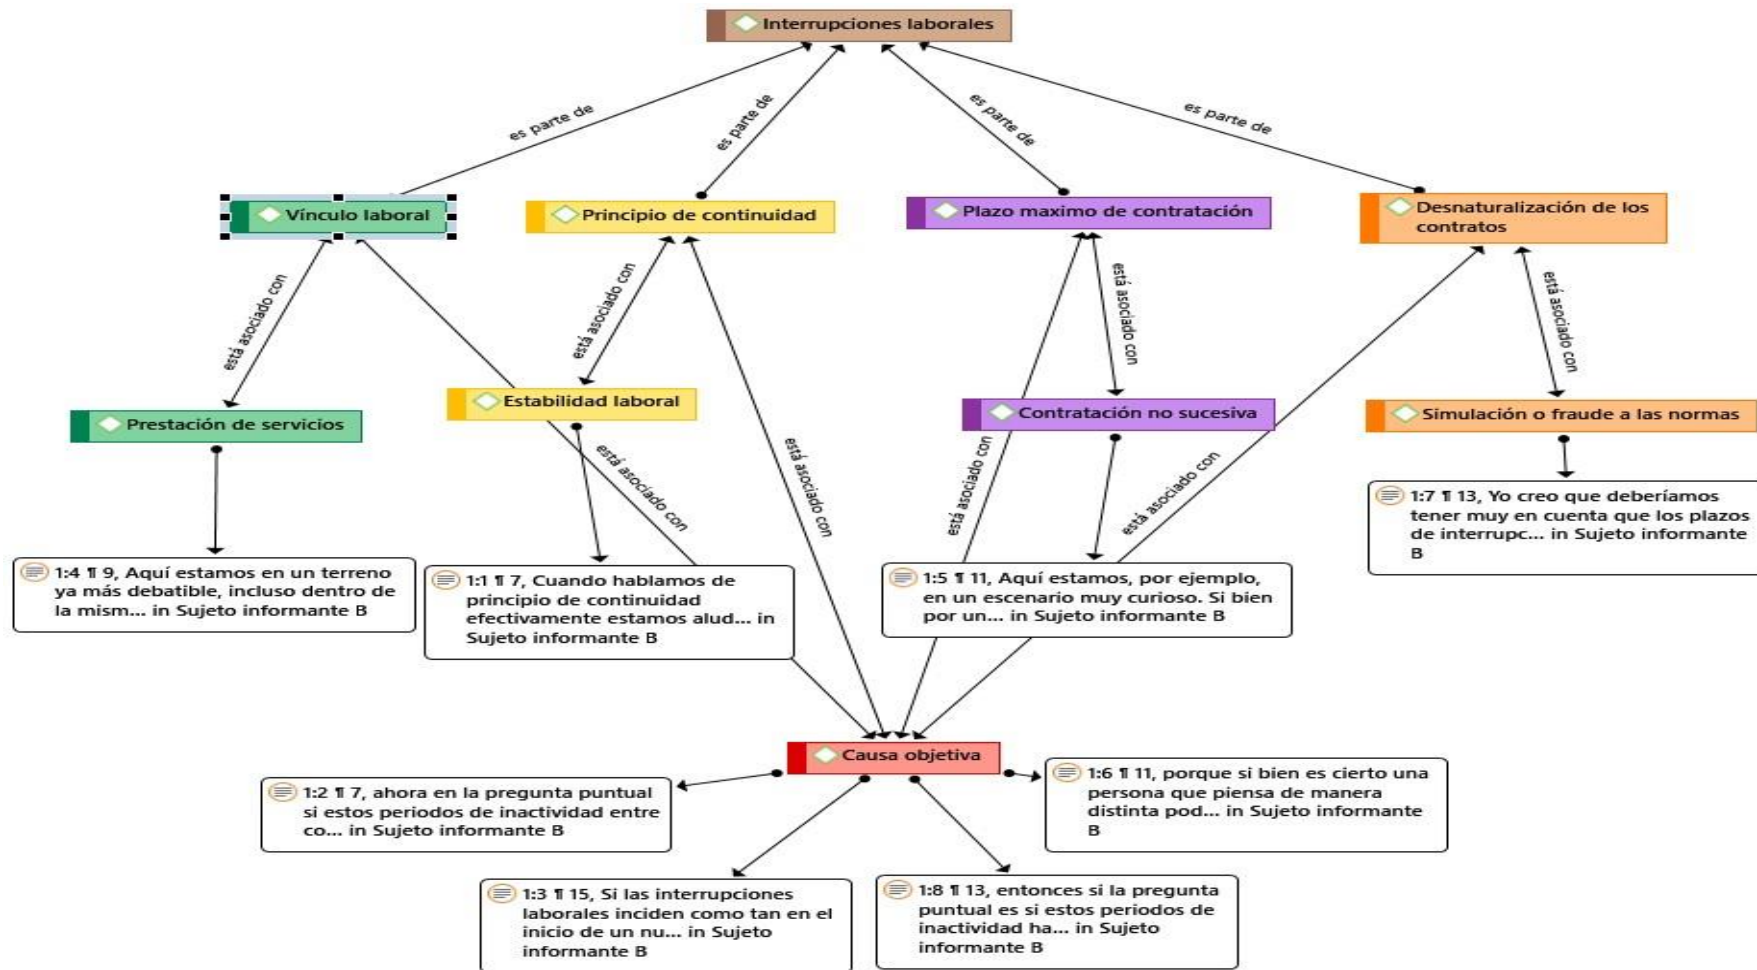 Interrupciones laborales
es parte de
es parte de
es parte de
es parte de
Vínculo laboral
Principio de continuidad
Plazo maximo de contratación
Desnaturalización de los
contratos
está asociado con
está asociado con
está asociado con
está asociado con
Prestación de servicios
Estabilidad laboral
Contratación no sucesiva
Simulación o fraude a las normas
está asociado con
está asociado con
está asociado con
está asociado con
1:4 ¶ 9, Aquí estamos en un terreno
ya más debatible, incluso dentro de
la mism... in Sujeto informante B
1:1 ¶ 7, Cuando hablamos de
principio de continuidad
efectivamente estamos alud... in
Sujeto informante B
1:5 ¶ 11, Aquí estamos, por ejemplo,
en un escenario muy curioso. Si bien
por un... in Sujeto informante B
1:7 ¶ 13, Yo creo que deberíamos
tener muy en cuenta que los plazos
de interrupc... in Sujeto informante
B
Causa objetiva
1:2 ¶ 7, ahora en la pregunta puntual
si estos periodos de inactividad entre
co... in Sujeto informante B
1:6 ¶ 11, porque si bien es cierto una
persona que piensa de manera
distinta pod... in Sujeto informante
B
1:3 ¶ 15, Si las interrupciones
laborales inciden como tan en el
inicio de un nu... in Sujeto
informante B
1:8 ¶ 13, entonces si la pregunta
puntual es si estos periodos de
inactividad ha... in Sujeto
informante B